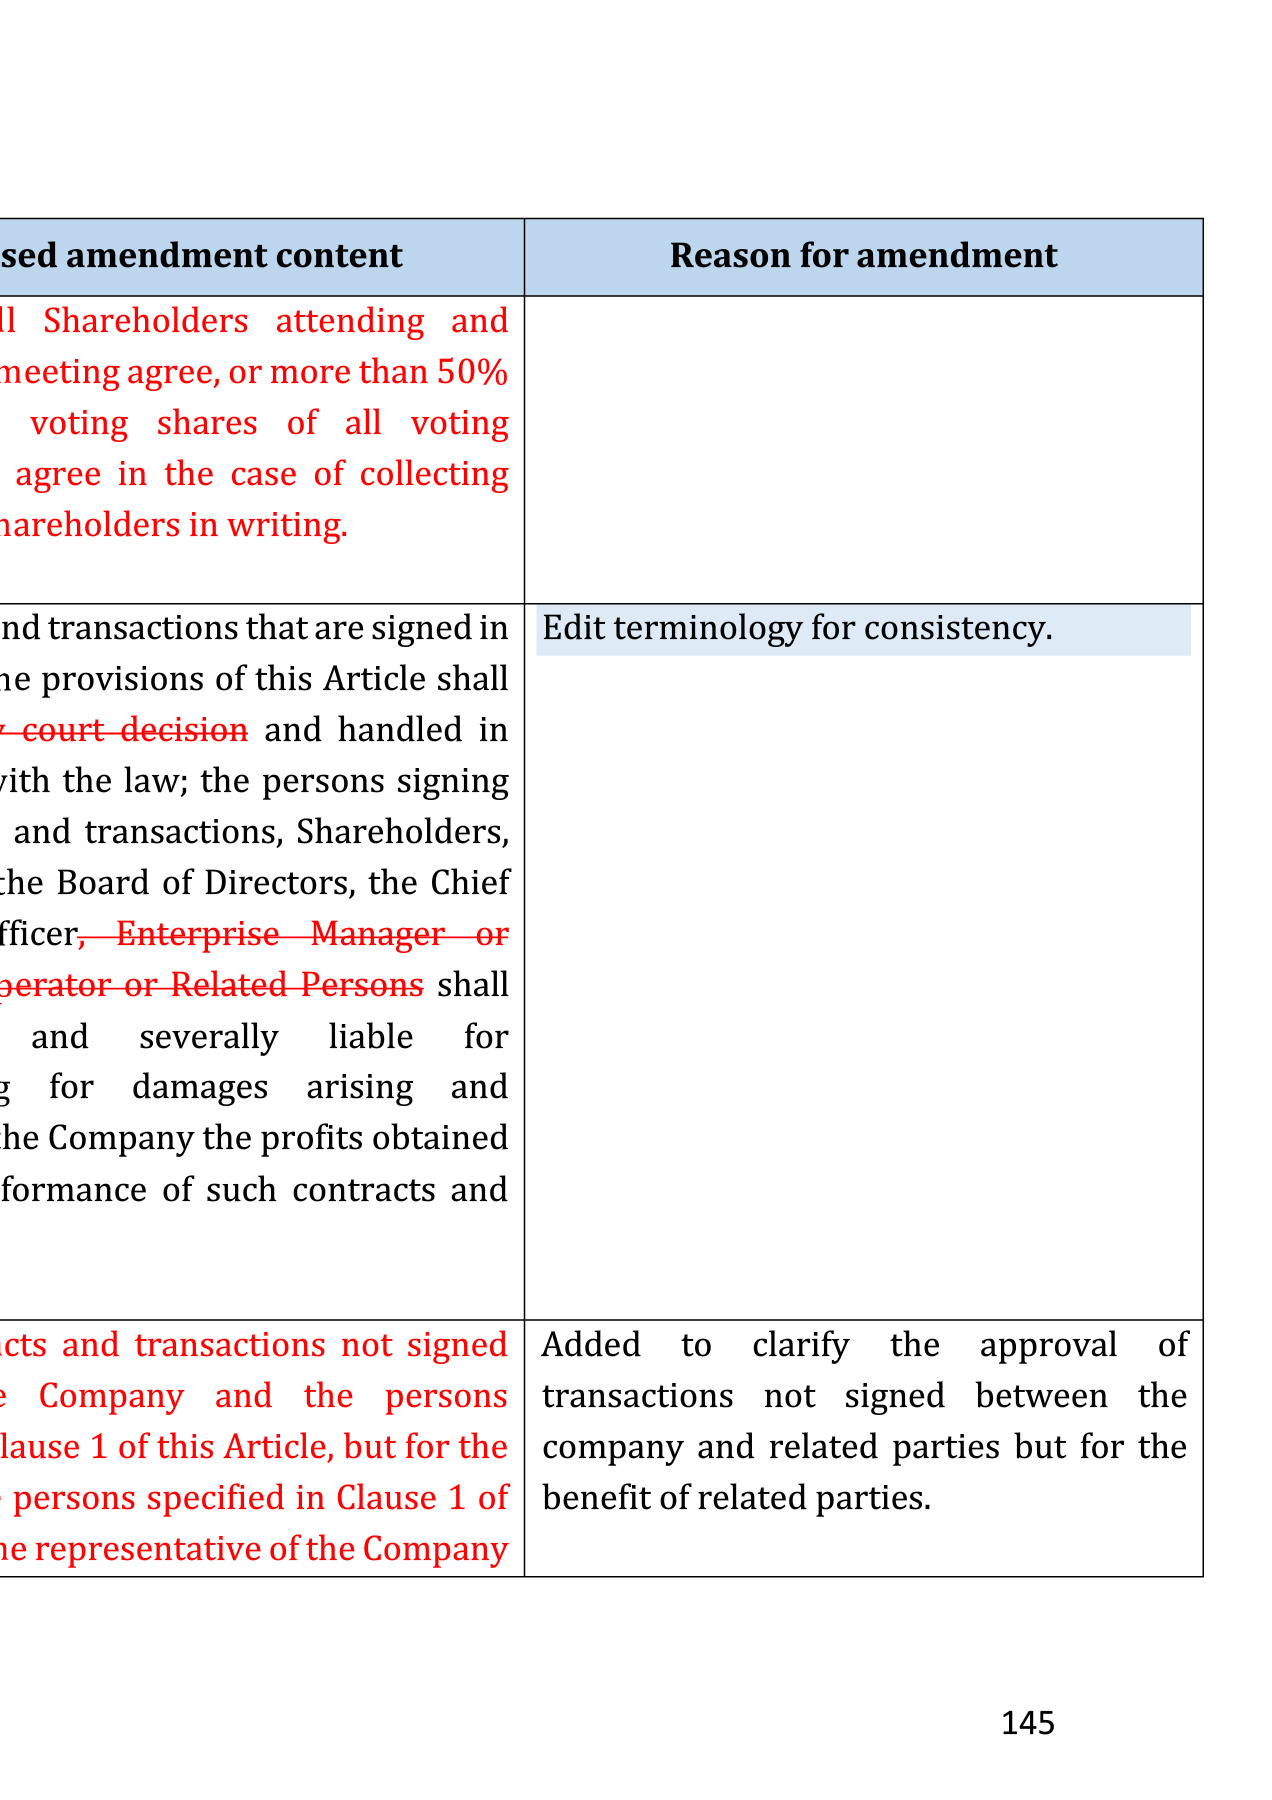 sed amendment content
Reason for amendment
ll Shareholders attending and
meeting agree, or more than 50%
voting shares of all voting
agree in the case of collecting
hareholders in writing.
nd transactions that are signed in
he provisions of this Article shall
y court decision and handled in
with the law; the persons signing
and transactions, Shareholders,
the Board of Directors, the Chief
fficer, Enterprise Manager or
perator or Related Persons shall
and severally liable for
g for damages arising and
the Company the profits obtained
formance of such contracts and
Edit terminology for consistency.
acts and transactions not signed
e Company and the persons
lause 1 of this Article, but for the
persons specified in Clause 1 of
he representative of the Company
Added to clarify the approval of
transactions not signed between the
company and related parties but for the
benefit of related parties.
145